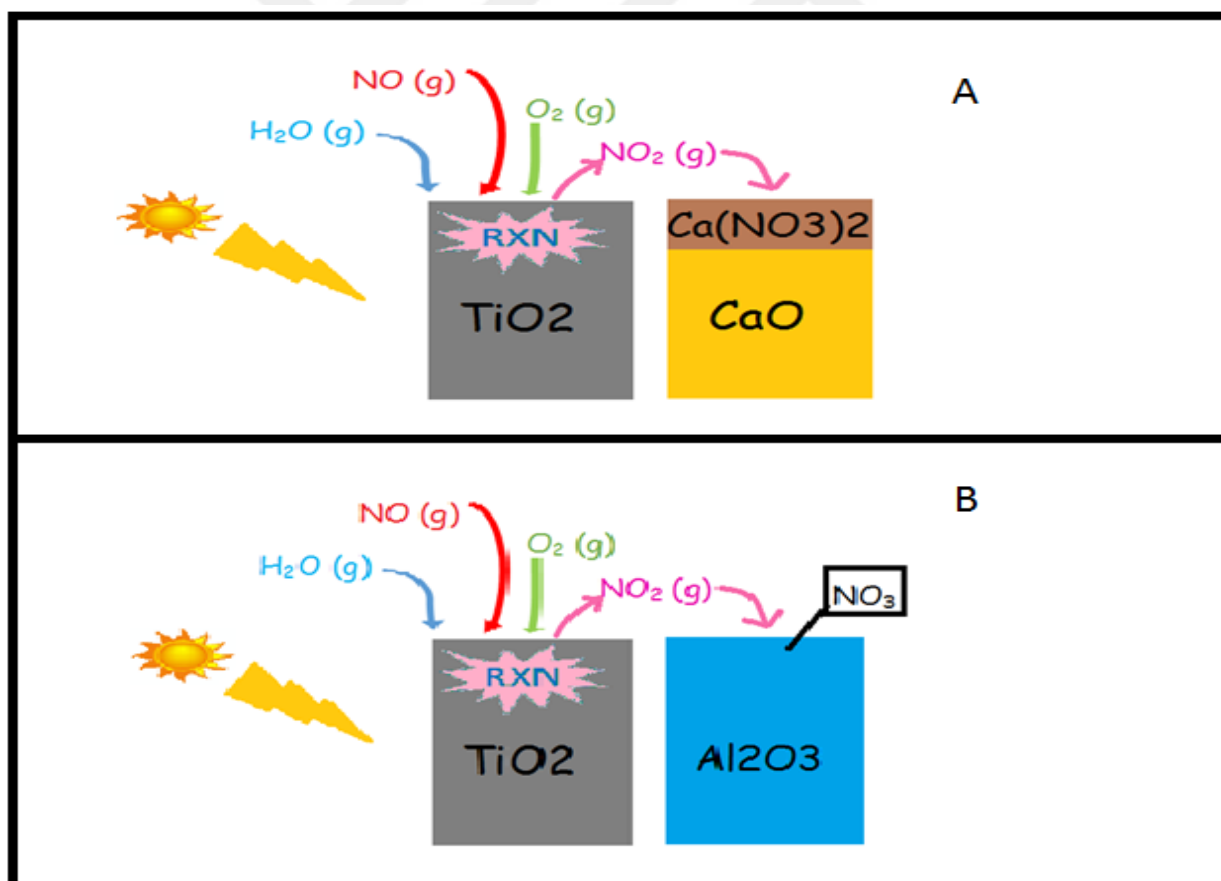 A
NO (g)
O₂ (g)
H₂O (g)
NO₂ (g)
RXN
Ca(NO3)2
TiO2
CaO
B
NO (g)
O₂ (g)
H₂O (g)
NO₂ (g)
NO₃
RXN
TiO2
Al2O3